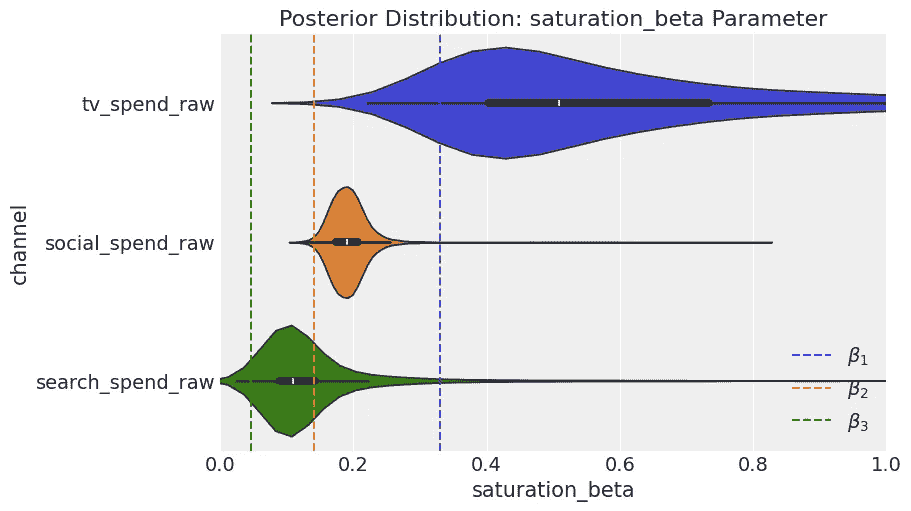 Posterior Distribution: saturation_beta Parameter
channel
tv_spend_raw
social_spend_raw
search_spend_raw
β₁
β₂
β₃
0.0 0.2 0.4 0.6 0.8 1.0
saturation_beta